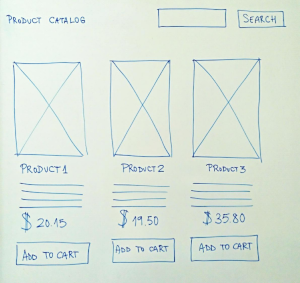 PRODUCT CATALOG
SEARCH
PRODUCT 1
PRODUCT 2
PRODUCT 3
$ 20.15
$ 19.50
$ 35.80
ADD TO CART
ADD TO CART
ADD TO CART